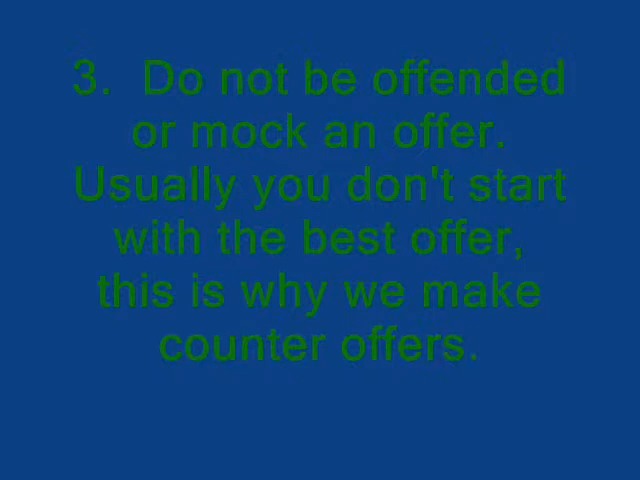 3.  Do not be offended
or mock an offer.
Usually you don't start
with the best offer,
this is why we make
counter offers.